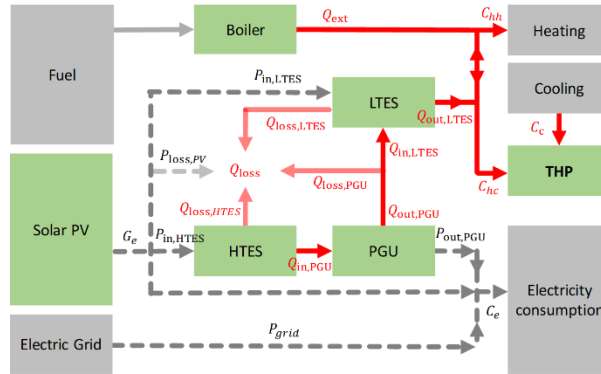 Q_ext
C_hh
Fuel
Boiler
Heating
P_in,LTES
LTES
Cooling
Q_loss,LTES
Q_out,LTES
C_c
P_loss,PV
Q_loss
Q_in,LTES
Q_loss,PGU
C_hc
THP
Solar PV
Q_loss,HTES
Q_out,PGU
G_e
P_in,HTES
HTES
Q_in,PGU
PGU
P_out,PGU
Electricity
consumption
C_e
Electric Grid
P_grid